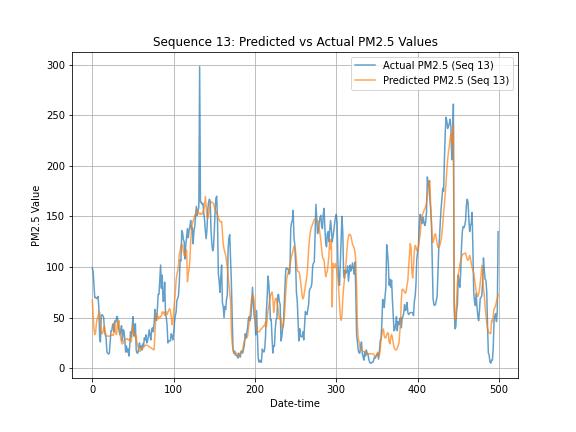 Sequence 13: Predicted vs Actual PM2.5 Values
Actual PM2.5 (Seq 13)
Predicted PM2.5 (Seq 13)
PM2.5 Value
300
250
200
150
100
50
0
0 100 200 300 400 500
Date-time